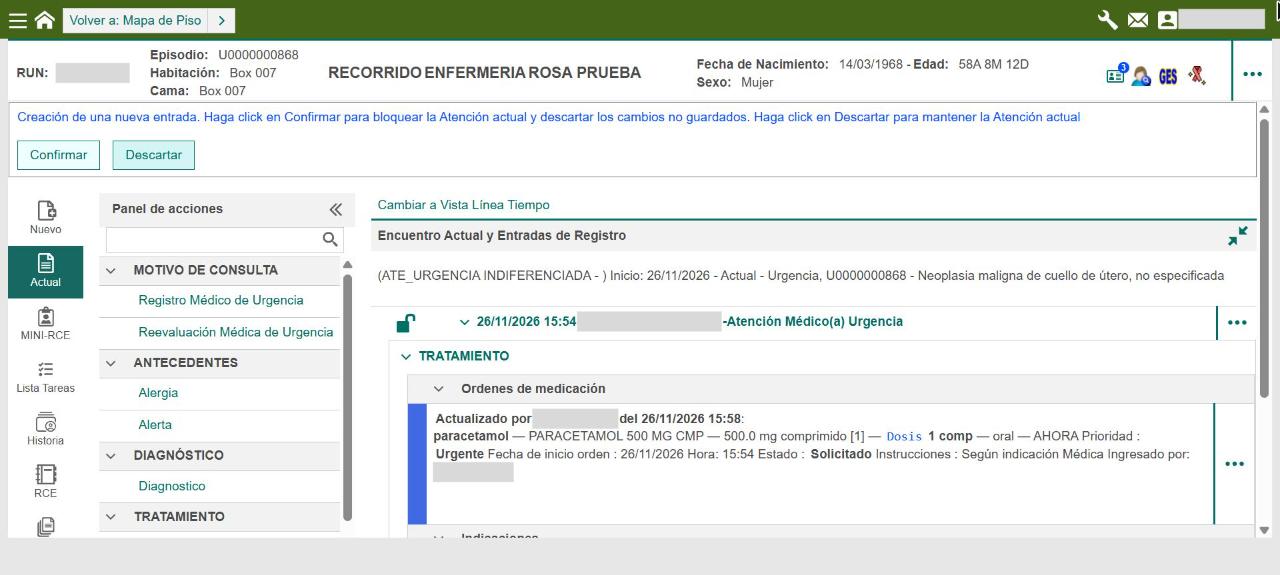 Volver a: Mapa de Piso
RUN:
Episodio: U0000000868
Habitación: Box 007
Cama: Box 007
RECORRIDO ENFERMERIA ROSA PRUEBA
Fecha de Nacimiento: 14/03/1968 - Edad: 58A 8M 12D
Sexo: Mujer
3
GES
Creación de una nueva entrada. Haga click en Confirmar para bloquear la Atención actual y descartar los cambios no guardados. Haga click en Descartar para mantener la Atención actual
Confirmar
Descartar
Nuevo
Actual
MINI-RCE
Lista Tareas
Historia
RCE
Panel de acciones
MOTIVO DE CONSULTA
Registro Médico de Urgencia
Reevaluación Médica de Urgencia
ANTECEDENTES
Alergia
Alerta
DIAGNÓSTICO
Diagnostico
TRATAMIENTO
Cambiar a Vista Línea Tiempo
Encuentro Actual y Entradas de Registro
(ATE_URGENCIA INDIFERENCIADA - ) Inicio: 26/11/2026 - Actual - Urgencia, U0000000868 - Neoplasia maligna de cuello de útero, no especificada
26/11/2026 15:54 -Atención Médico(a) Urgencia
TRATAMIENTO
Ordenes de medicación
Actualizado por del 26/11/2026 15:58:
paracetamol — PARACETAMOL 500 MG CMP — 500.0 mg comprimido [1] — Dosis 1 comp — oral — AHORA Prioridad :
Urgente Fecha de inicio orden : 26/11/2026 Hora: 15:54 Estado : Solicitado Instrucciones : Según indicación Médica Ingresado por:
Indicaciones